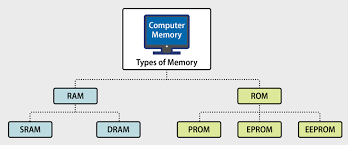 Computer
Memory
Types of Memory
RAM
ROM
SRAM
DRAM
PROM
EPROM
EEPROM